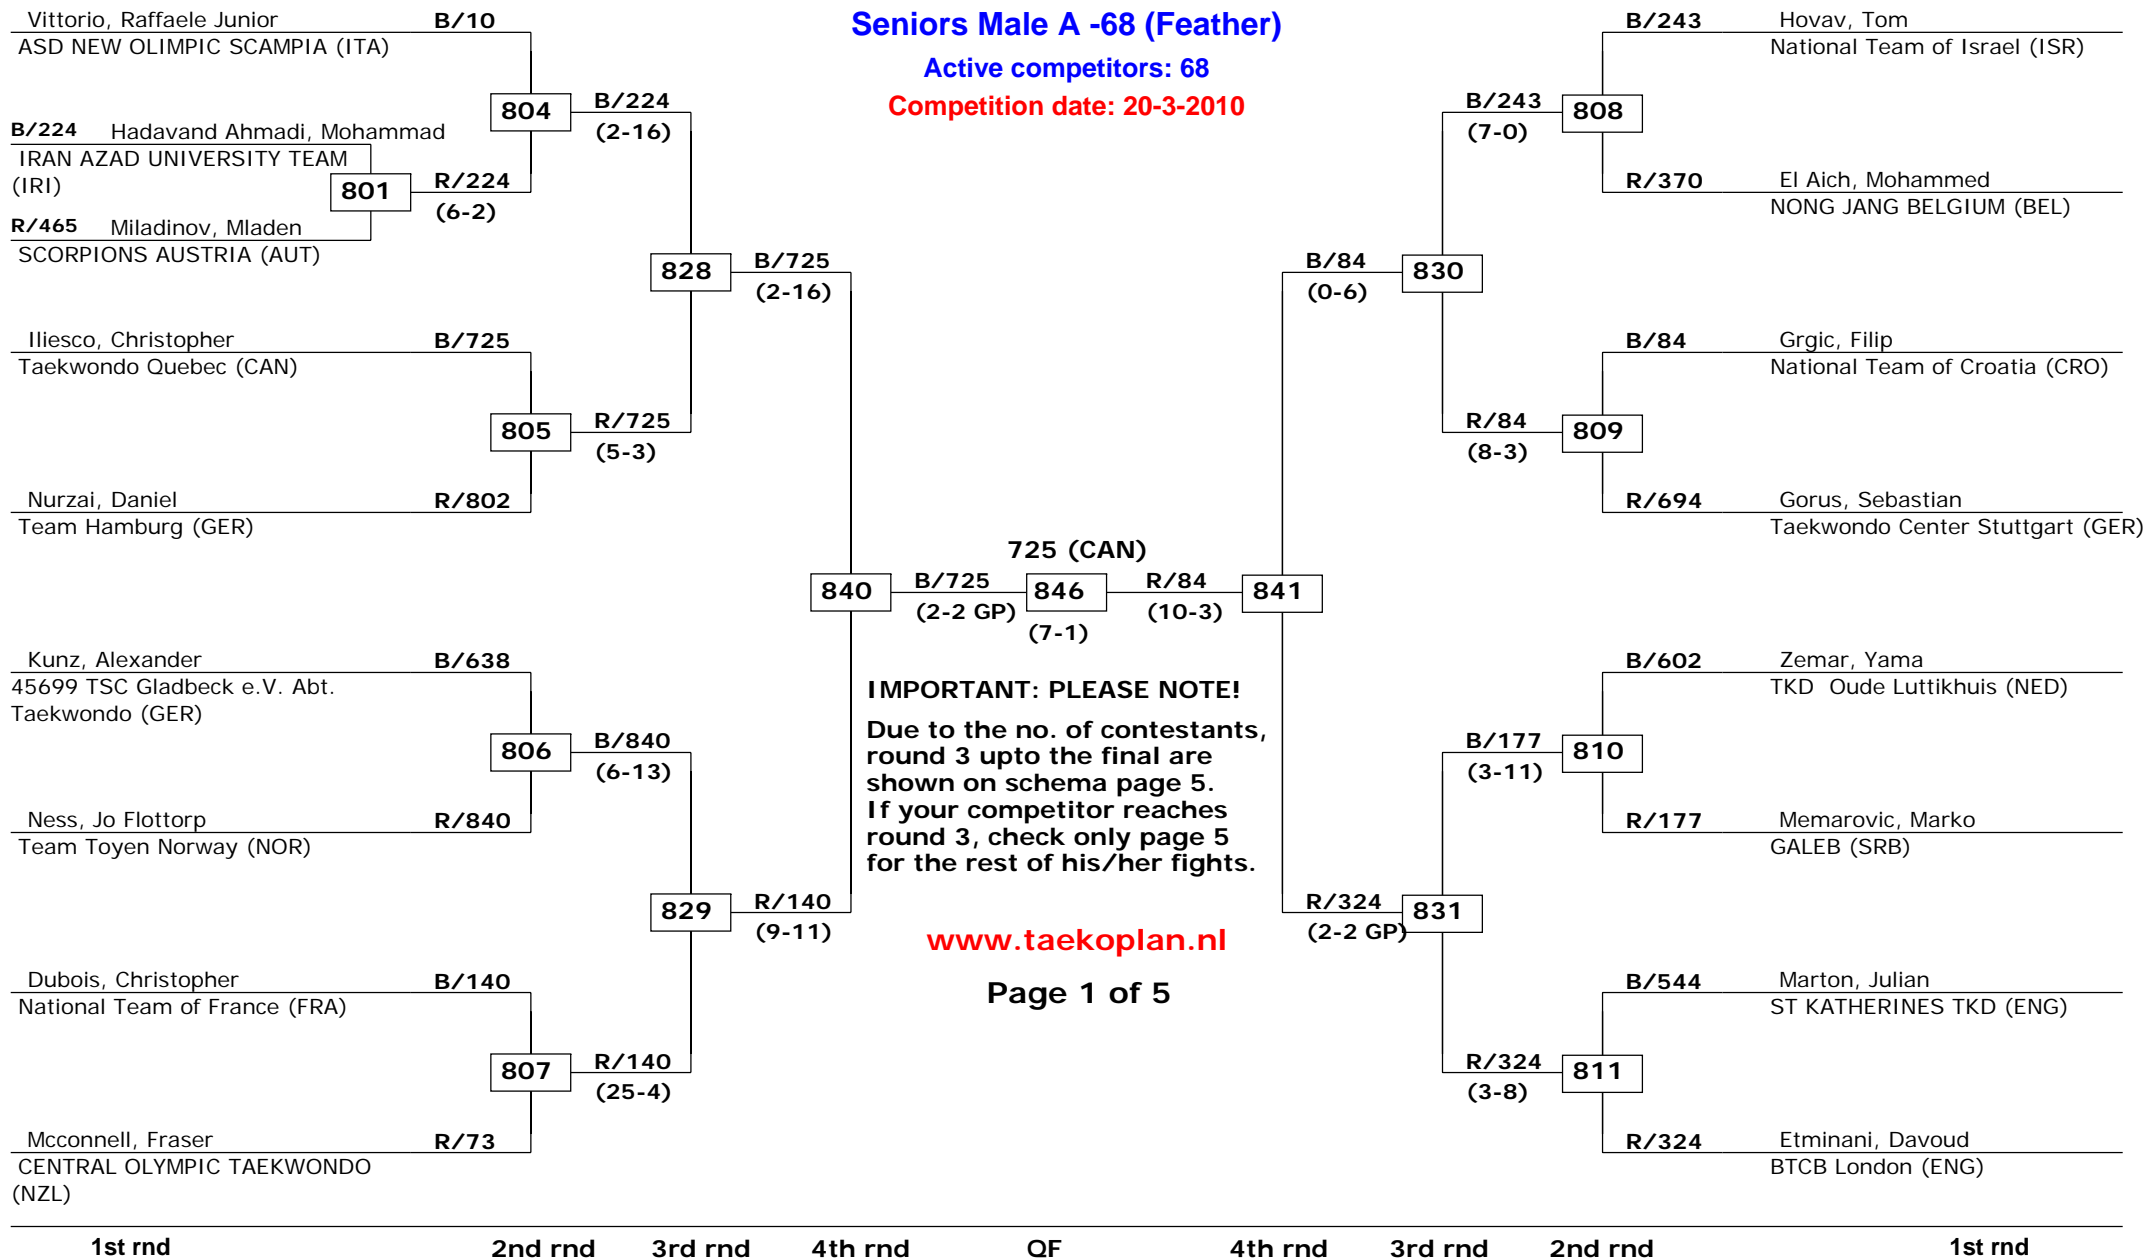 Seniors Male A -68 (Feather)
Active competitors: 68
Competition date: 20-3-2010
Vittorio, Raffaele Junior B/10
ASD NEW OLIMPIC SCAMPIA (ITA)
804
B/224
(2-16)
B/224 Hadavand Ahmadi, Mohammad
IRAN AZAD UNIVERSITY TEAM
(IRI)
801
R/224
(6-2)
R/465 Miladinov, Mladen
SCORPIONS AUSTRIA (AUT)
828
B/725
(2-16)
Iliesco, Christopher B/725
Taekwondo Quebec (CAN)
805
R/725
(5-3)
Nurzai, Daniel R/802
Team Hamburg (GER)
840
B/725
(2-2 GP)
725 (CAN)
846
(7-1)
R/84
(10-3)
841
Kunz, Alexander B/638
45699 TSC Gladbeck e.V. Abt.
Taekwondo (GER)
806
B/840
(6-13)
Ness, Jo Flottorp R/840
Team Toyen Norway (NOR)
829
R/140
(9-11)
Dubois, Christopher B/140
National Team of France (FRA)
807
R/140
(25-4)
Mcconnell, Fraser R/73
CENTRAL OLYMPIC TAEKWONDO
(NZL)
IMPORTANT: PLEASE NOTE!
Due to the no. of contestants,
round 3 upto the final are
shown on schema page 5.
If your competitor reaches
round 3, check only page 5
for the rest of his/her fights.
www.taekoplan.nl
Page 1 of 5
B/243 Hovav, Tom
National Team of Israel (ISR)
B/243
(7-0)
808
R/370 El Aich, Mohammed
NONG JANG BELGIUM (BEL)
B/84
(0-6)
830
B/84 Grgic, Filip
National Team of Croatia (CRO)
R/84
(8-3)
809
R/694 Gorus, Sebastian
Taekwondo Center Stuttgart (GER)
B/602 Zemar, Yama
TKD  Oude Luttikhuis (NED)
B/177
(3-11)
810
R/177 Memarovic, Marko
GALEB (SRB)
R/324
(2-2 GP)
831
B/544 Marton, Julian
ST KATHERINES TKD (ENG)
R/324
(3-8)
811
R/324 Etminani, Davoud
BTCB London (ENG)
1st rnd 2nd rnd 3rd rnd 4th rnd QF 4th rnd 3rd rnd 2nd rnd 1st rnd